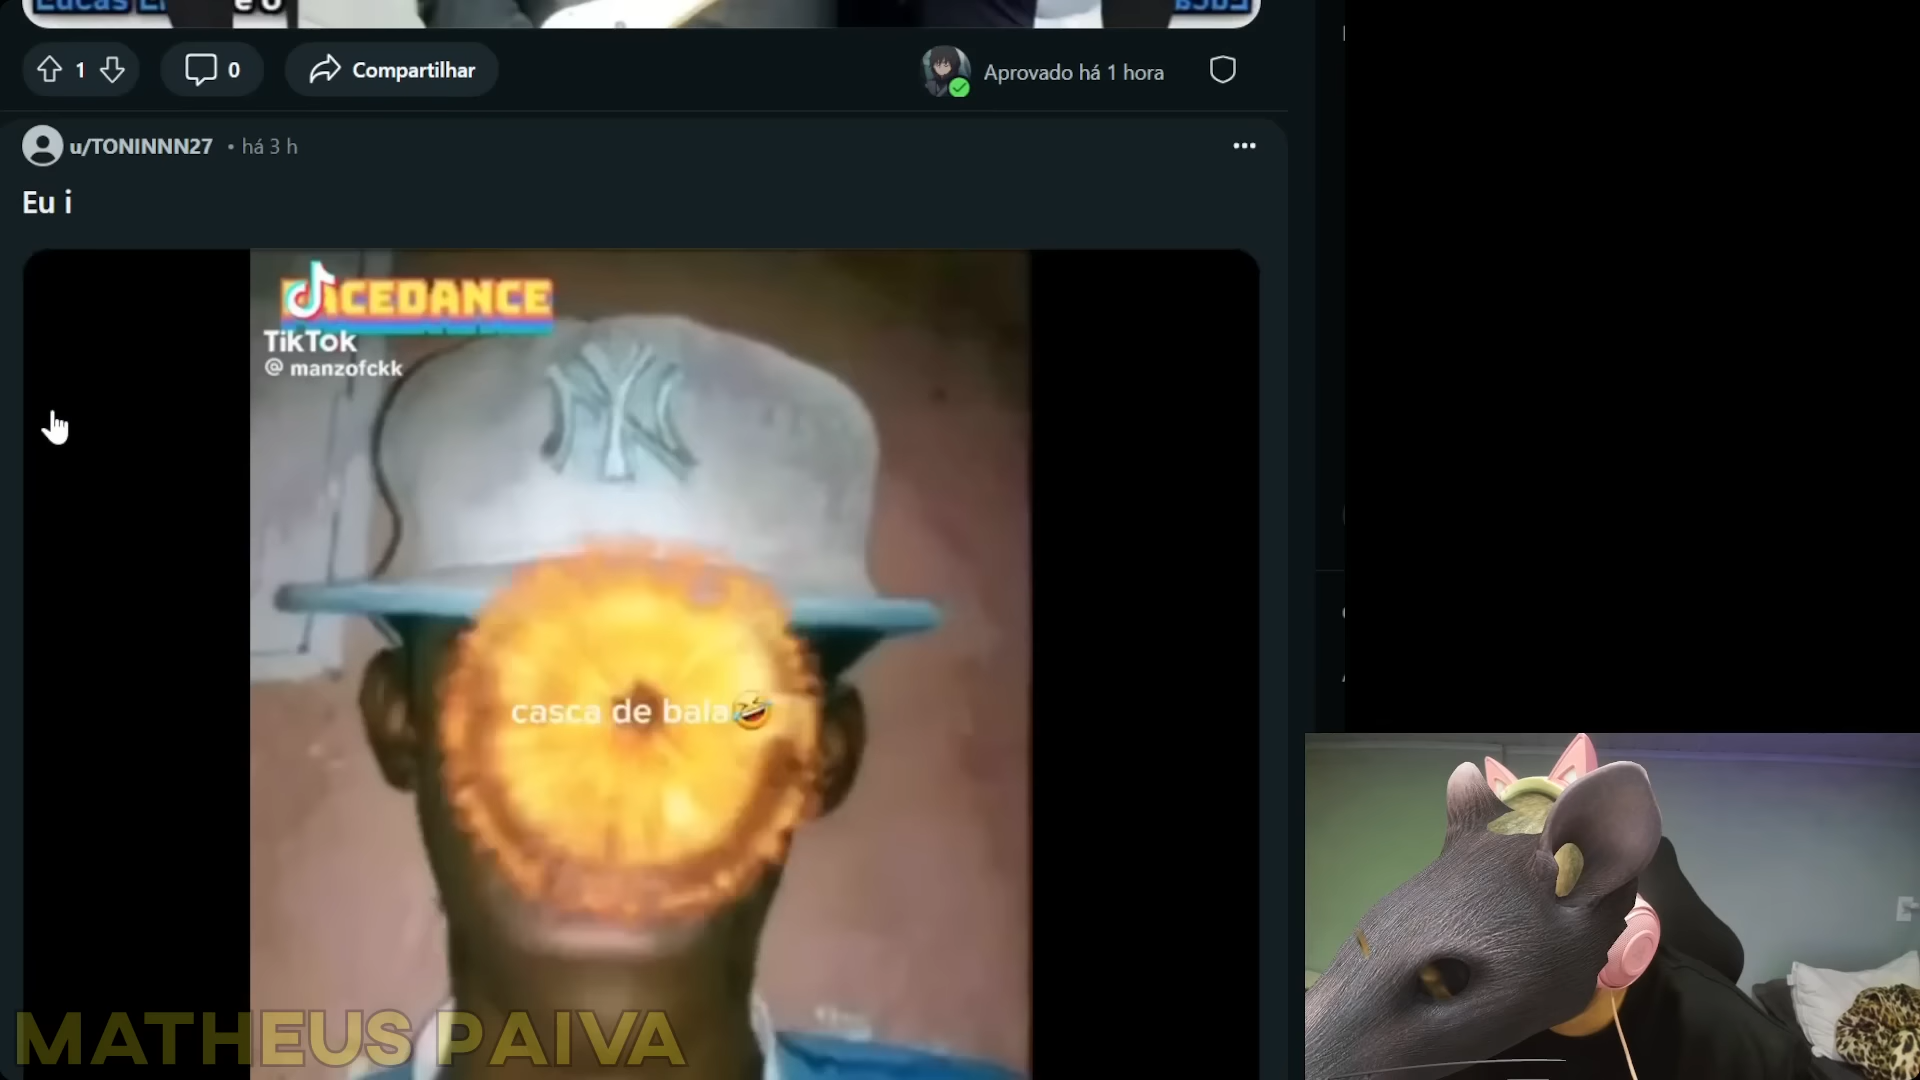 1
0
Compartilhar
Aprovado há 1 hora
u/TONINNN27 • há 3 h
Eu i
ICEDANCE
TikTok
@ manzofckk
NY
casca de bala🤣
MATHEUS PAIVA